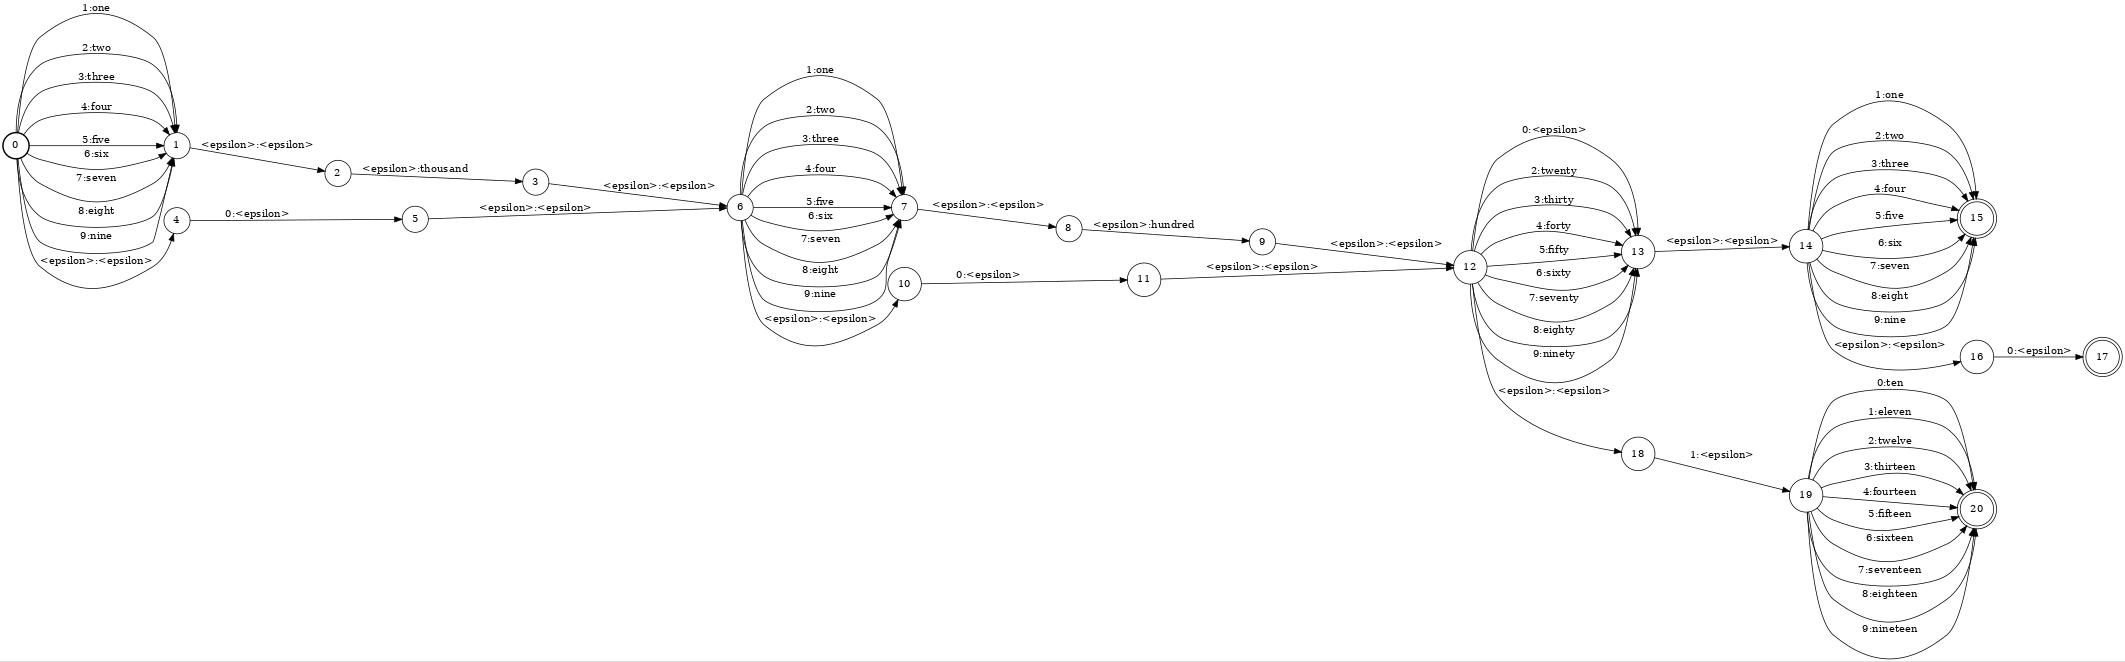 0
1:one
2:two
3:three
4:four
5:five
6:six
7:seven
8:eight
9:nine
<epsilon>:<epsilon>
1
<epsilon>:<epsilon>
2
<epsilon>:thousand
3
<epsilon>:<epsilon>
4
0:<epsilon>
5
<epsilon>:<epsilon>
6
1:one
2:two
3:three
4:four
5:five
6:six
7:seven
8:eight
9:nine
<epsilon>:<epsilon>
7
<epsilon>:<epsilon>
8
<epsilon>:hundred
9
<epsilon>:<epsilon>
10
0:<epsilon>
11
<epsilon>:<epsilon>
12
0:<epsilon>
2:twenty
3:thirty
4:forty
5:fifty
6:sixty
7:seventy
8:eighty
9:ninety
<epsilon>:<epsilon>
13
<epsilon>:<epsilon>
14
1:one
2:two
3:three
4:four
5:five
6:six
7:seven
8:eight
9:nine
<epsilon>:<epsilon>
15
16
0:<epsilon>
17
18
1:<epsilon>
19
0:ten
1:eleven
2:twelve
3:thirteen
4:fourteen
5:fifteen
6:sixteen
7:seventeen
8:eighteen
9:nineteen
20